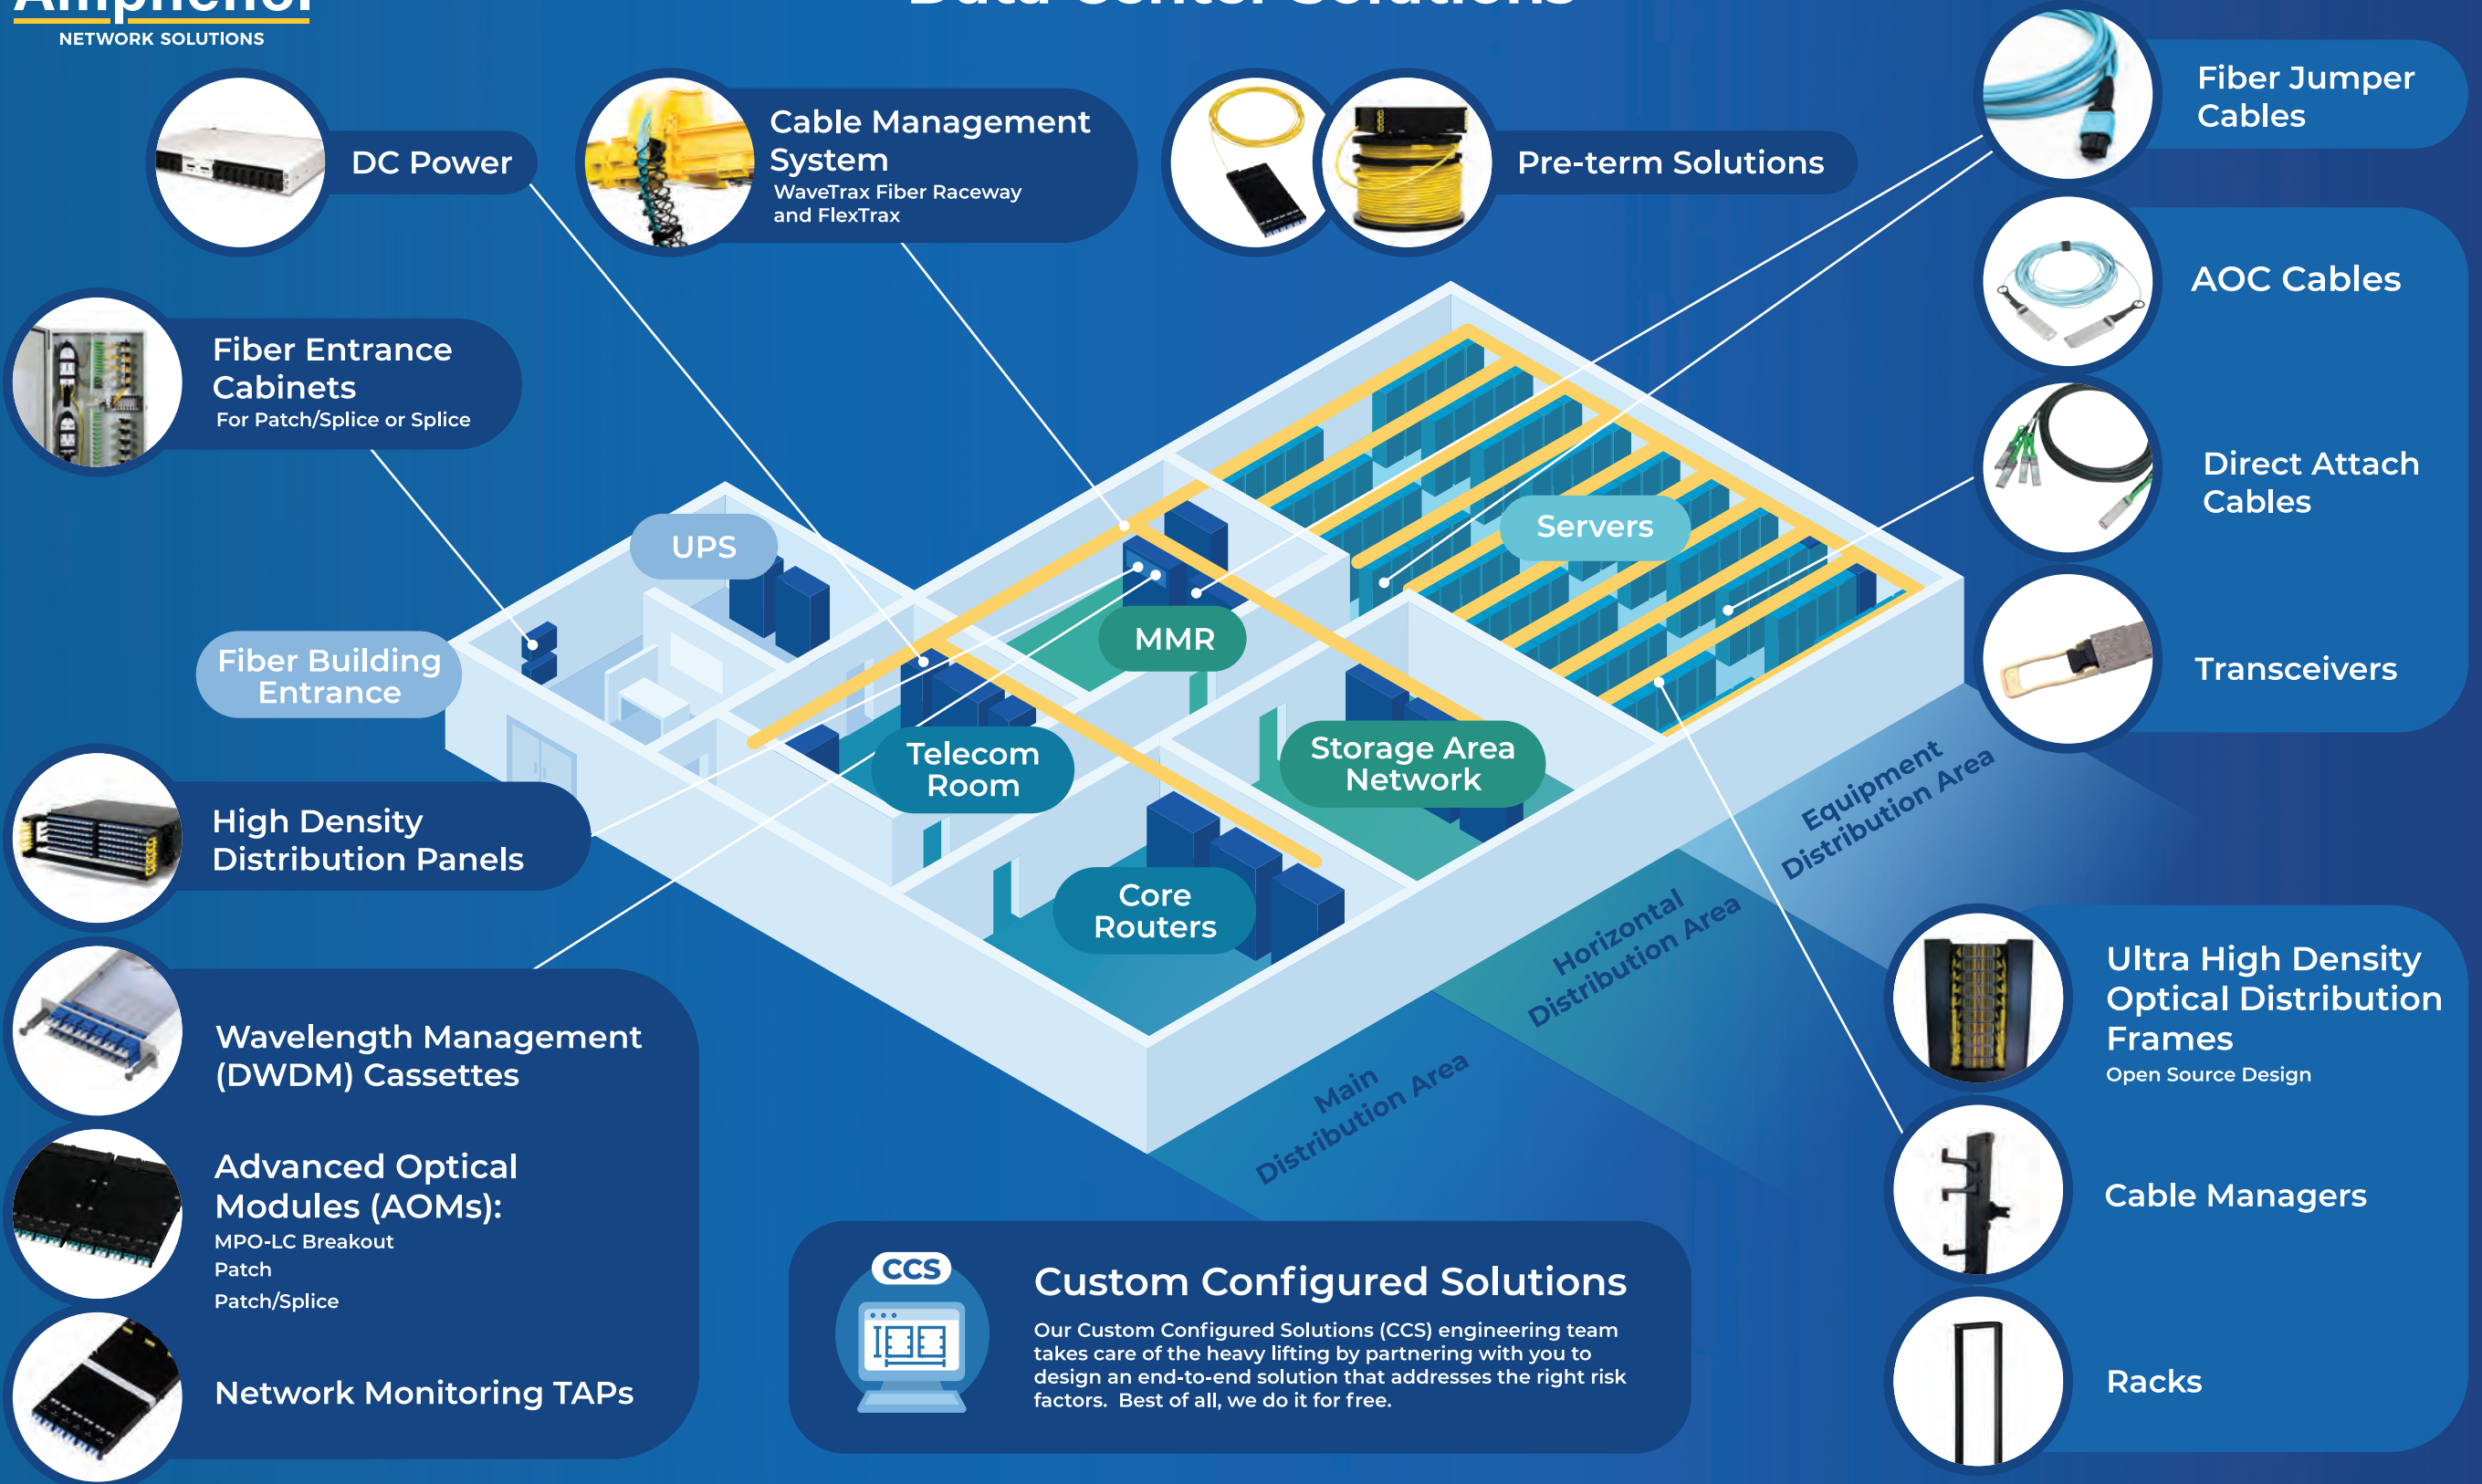 Amphenol
NETWORK SOLUTIONS
Data Center Solutions
DC Power
Cable Management
System
WaveTrax Fiber Raceway
and FlexTrax
Pre-term Solutions
Fiber Jumper
Cables
AOC Cables
Direct Attach
Cables
Transceivers
Fiber Entrance
Cabinets
For Patch/Splice or Splice
UPS
Servers
Fiber Building
Entrance
MMR
Telecom
Room
Storage Area
Network
Core
Routers
Equipment
Distribution Area
Horizontal
Distribution Area
Main
Distribution Area
High Density
Distribution Panels
Wavelength Management
(DWDM) Cassettes
Advanced Optical
Modules (AOMs):
MPO-LC Breakout
Patch
Patch/Splice
Network Monitoring TAPs
CCS
Custom Configured Solutions
Our Custom Configured Solutions (CCS) engineering team
takes care of the heavy lifting by partnering with you to
design an end-to-end solution that addresses the right risk
factors. Best of all, we do it for free.
Ultra High Density
Optical Distribution
Frames
Open Source Design
Cable Managers
Racks